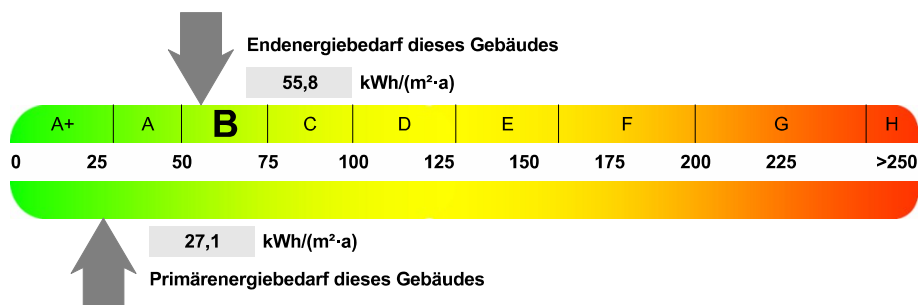 Endenergiebedarf dieses Gebäudes
55,8 kWh/(m²·a)
A+ A B C D E F G H
0 25 50 75 100 125 150 175 200 225 >250
27,1 kWh/(m²·a)
Primärenergiebedarf dieses Gebäudes